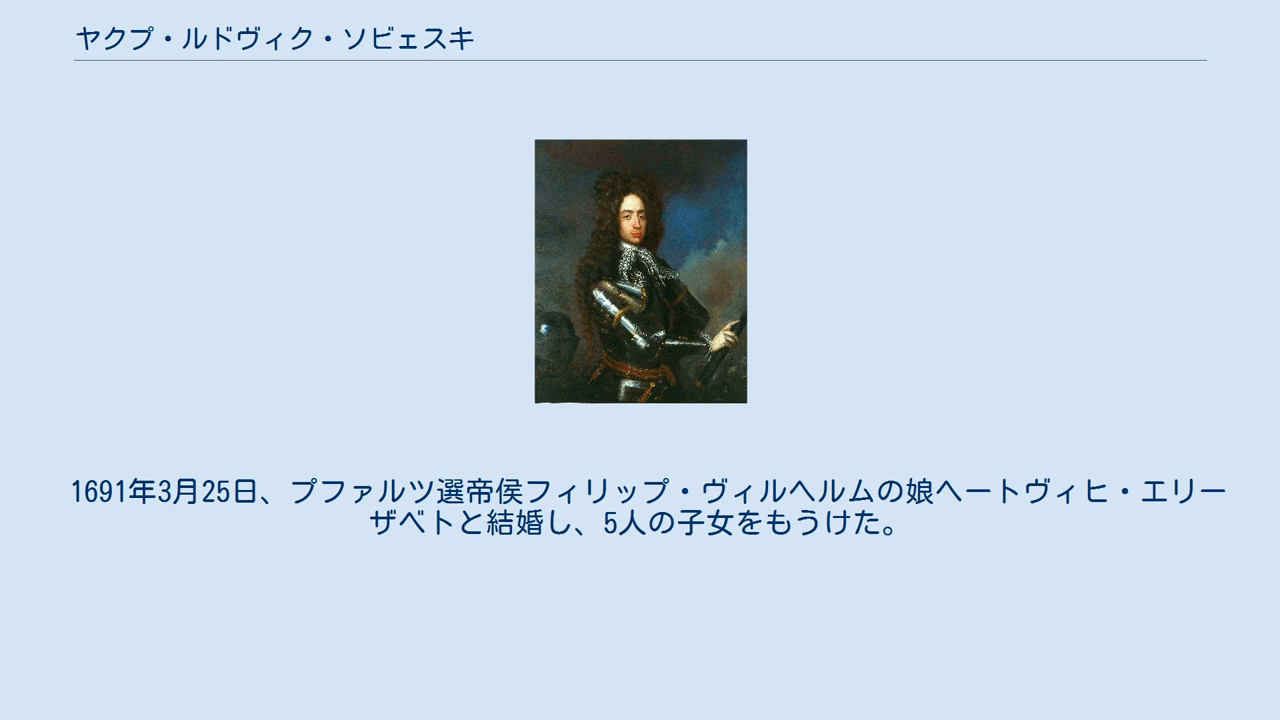 ヤクプ・ルドヴィク・ソビェスキ
1691年3月25日、プファルツ選帝侯フィリップ・ヴィルヘルムの娘ヘートヴィヒ・エリー
ザベトと結婚し、5人の子女をもうけた。